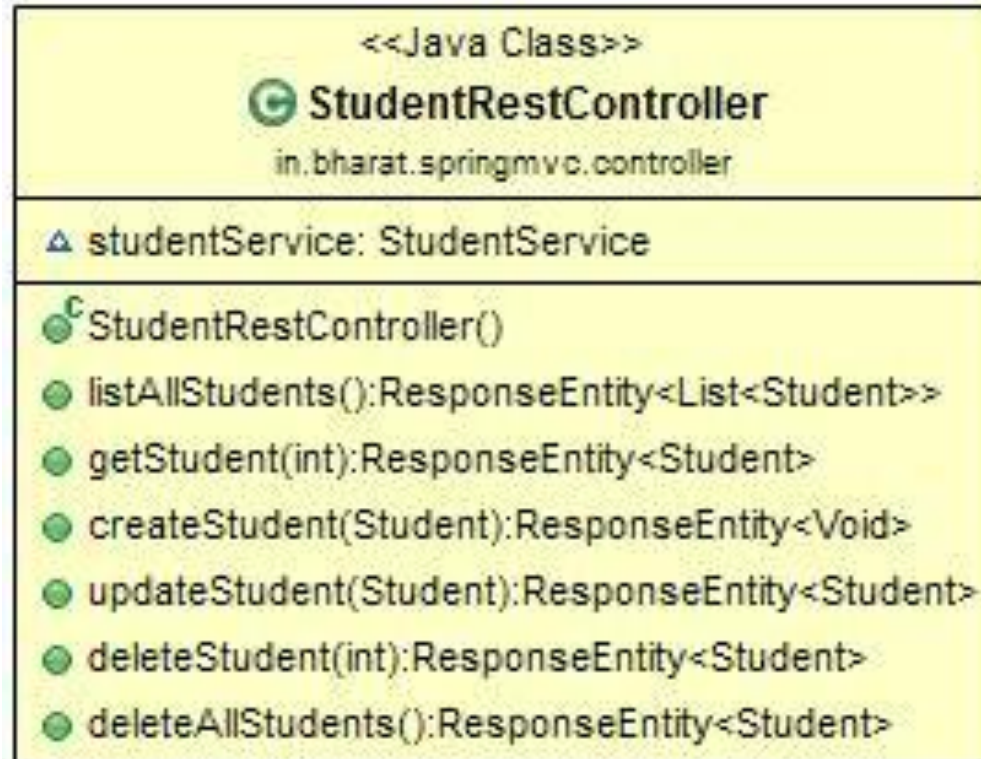 <<Java Class>>
StudentRestController
in.bharat.springmvc.controller
studentService: StudentService
StudentRestController()
listAllStudents():ResponseEntity<List<Student>>
getStudent(int):ResponseEntity<Student>
createStudent(Student):ResponseEntity<Void>
updateStudent(Student):ResponseEntity<Student>
deleteStudent(int):ResponseEntity<Student>
deleteAllStudents():ResponseEntity<Student>